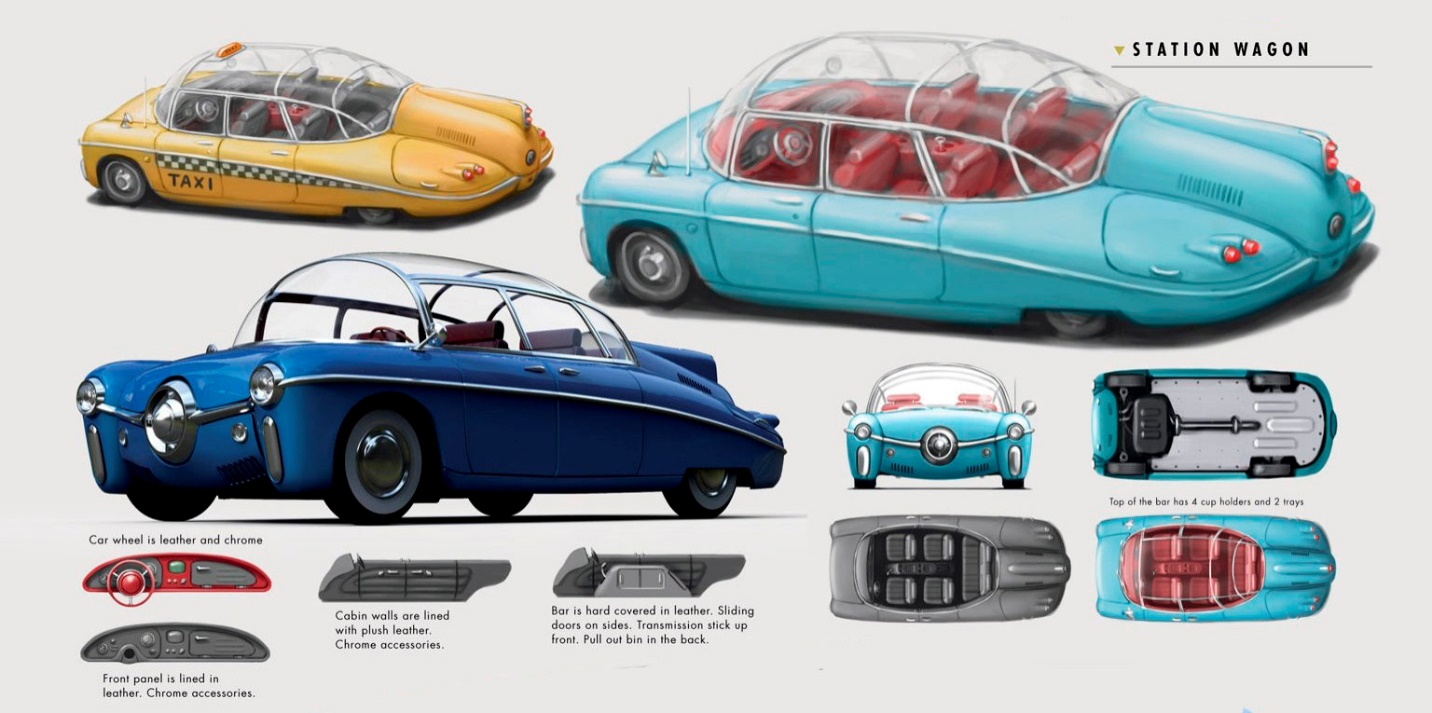 STATION WAGON
TAXI
TAXI
Top of the bar has 4 cup holders and 2 trays
Car wheel is leather and chrome
Cabin walls are lined
with plush leather.
Chrome accessories.
Bar is hard covered in leather. Sliding
doors on sides. Transmission stick up
front. Pull out bin in the back.
Front panel is lined in
leather. Chrome accessories.